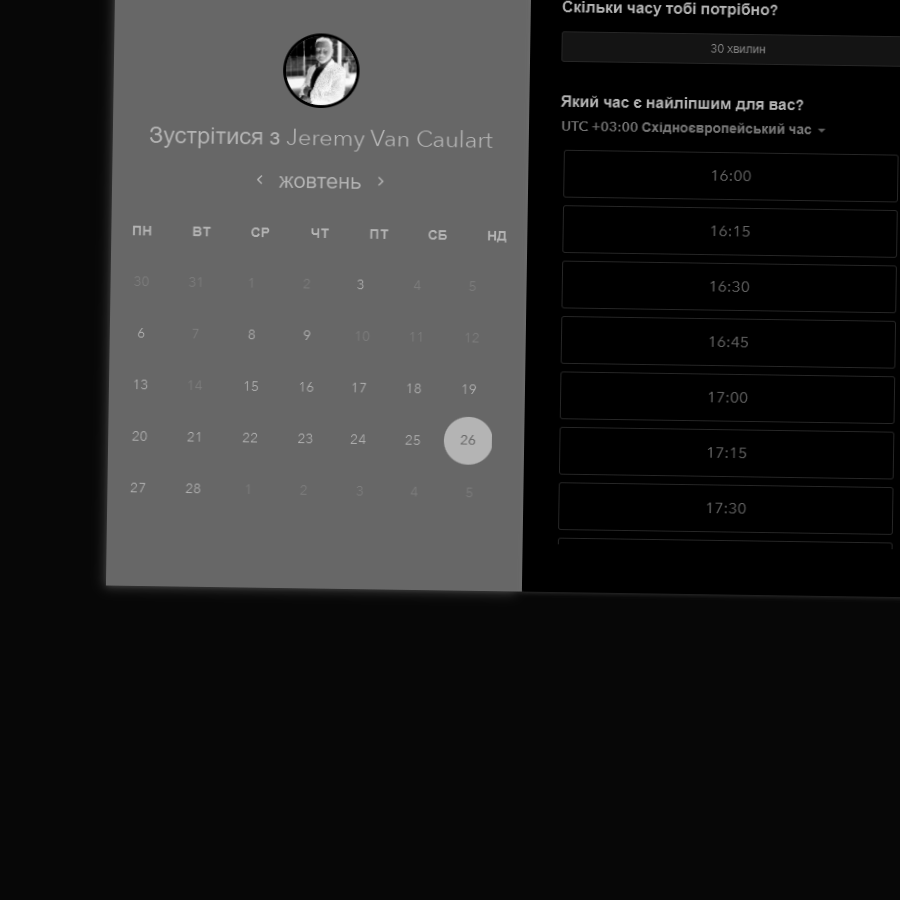 Зустрітися з Jeremy Van Caulart
жовтень
ПН ВТ СР ЧТ ПТ СБ НД
30 31 1 2 3 4 5
6 7 8 9 10 11 12
13 14 15 16 17 18 19
20 21 22 23 24 25 26
27 28 1 2 3 4 5
Скільки часу тобі потрібно?
30 хвилин
Який час є найліпшим для вас?
UTC +03:00 Східноєвропейський час
16:00
16:15
16:30
16:45
17:00
17:15
17:30